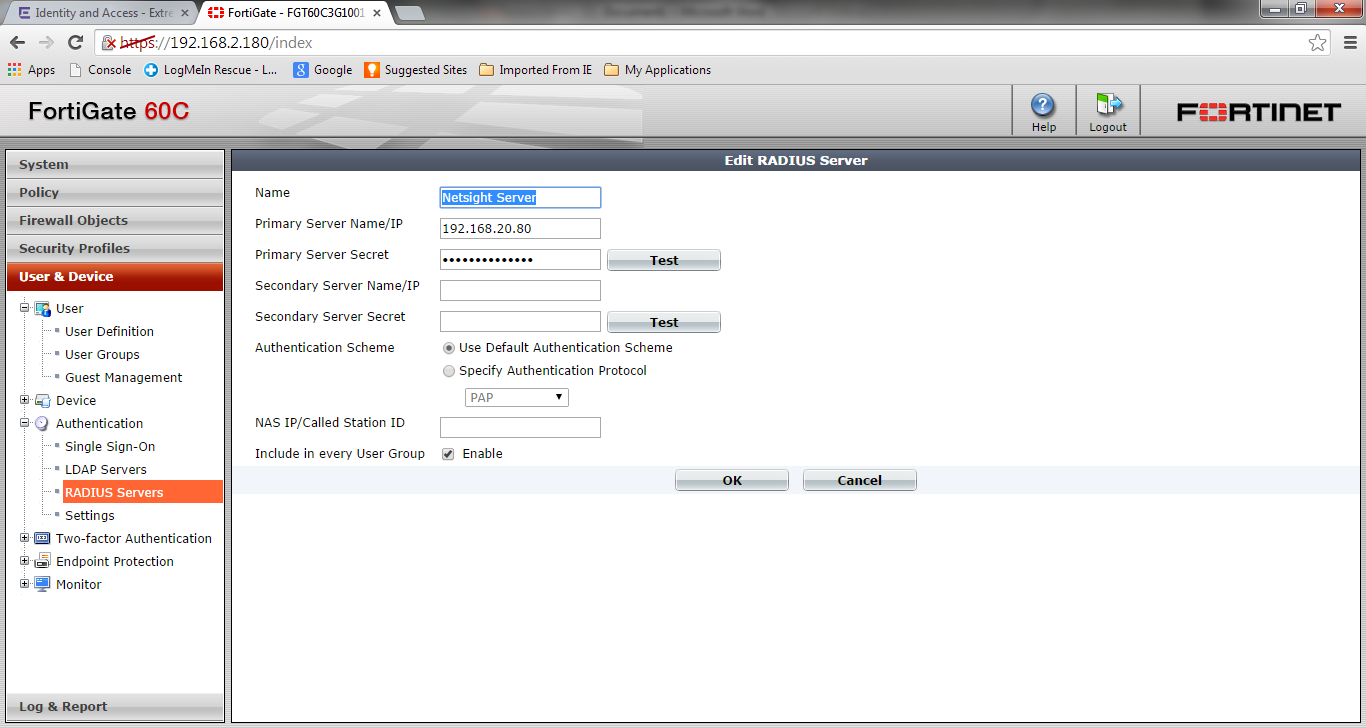 Identity and Access - Extre
FortiGate - FGT60C3G1001
https://192.168.2.180/index
Apps Console LogMeIn Rescue - L... Google Suggested Sites Imported From IE My Applications
FortiGate 60C
Help
Logout
FORTINET
System
Policy
Firewall Objects
Security Profiles
User & Device
User
User Definition
User Groups
Guest Management
Device
Authentication
Single Sign-On
LDAP Servers
RADIUS Servers
Settings
Two-factor Authentication
Endpoint Protection
Monitor
Log & Report
Edit RADIUS Server
Name Netsight Server
Primary Server Name/IP 192.168.20.80
Primary Server Secret •••••••••••••• Test
Secondary Server Name/IP
Secondary Server Secret Test
Authentication Scheme Use Default Authentication Scheme
Specify Authentication Protocol
PAP
NAS IP/Called Station ID
Include in every User Group Enable
OK Cancel